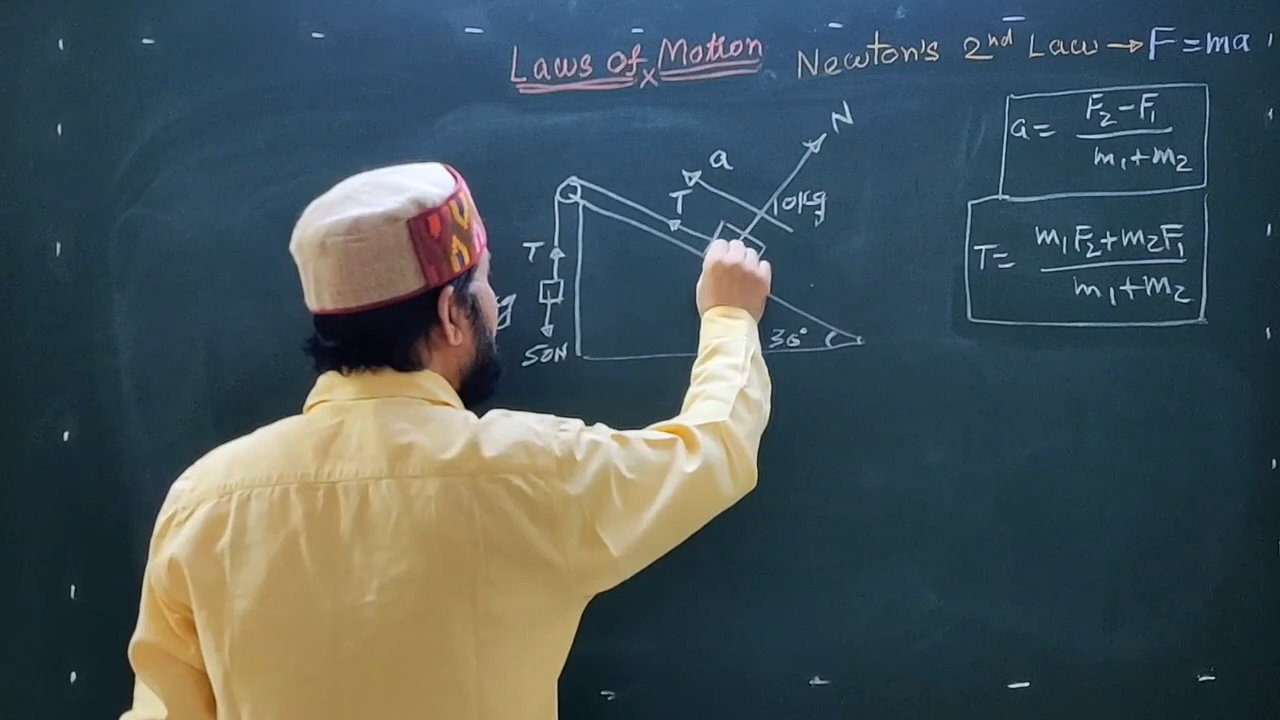 Laws of Motion Newton's 2nd Law → F = ma
x
a = F₂ - F₁ / m₁ + m₂
T = m₁F₂ + m₂F₁ / m₁ + m₂
N
a
T
10kg
T
g
50N
30°